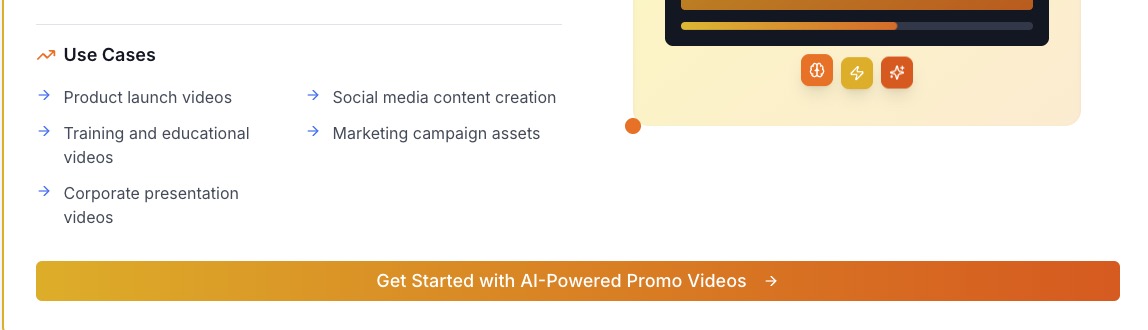 Use Cases
Product launch videos
Social media content creation
Training and educational
videos
Marketing campaign assets
Corporate presentation
videos
Get Started with AI-Powered Promo Videos